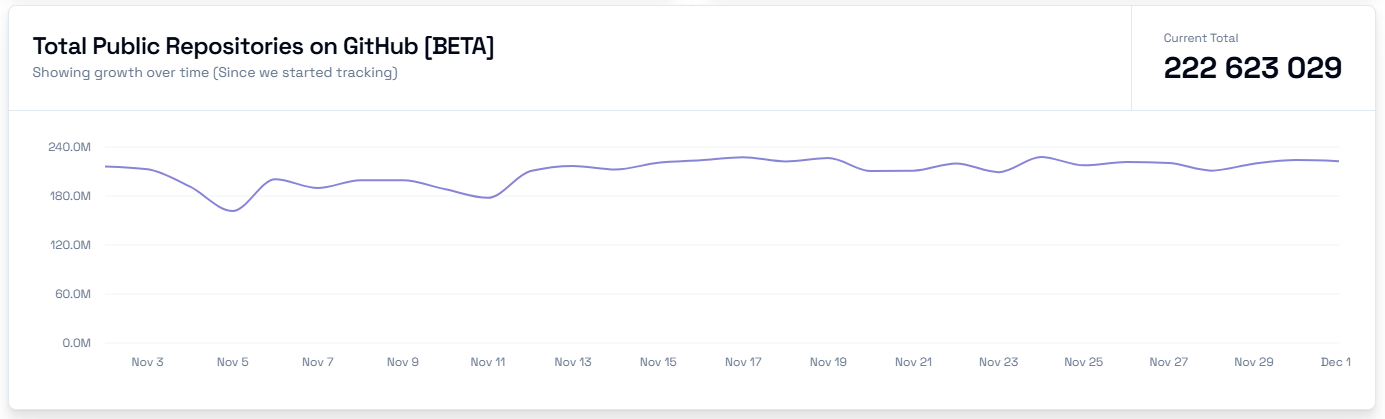 Total Public Repositories on GitHub [BETA]
Showing growth over time (Since we started tracking)
Current Total
222 623 029
240.0M
180.0M
120.0M
60.0M
0.0M
Nov 3
Nov 5
Nov 7
Nov 9
Nov 11
Nov 13
Nov 15
Nov 17
Nov 19
Nov 21
Nov 23
Nov 25
Nov 27
Nov 29
Dec 1